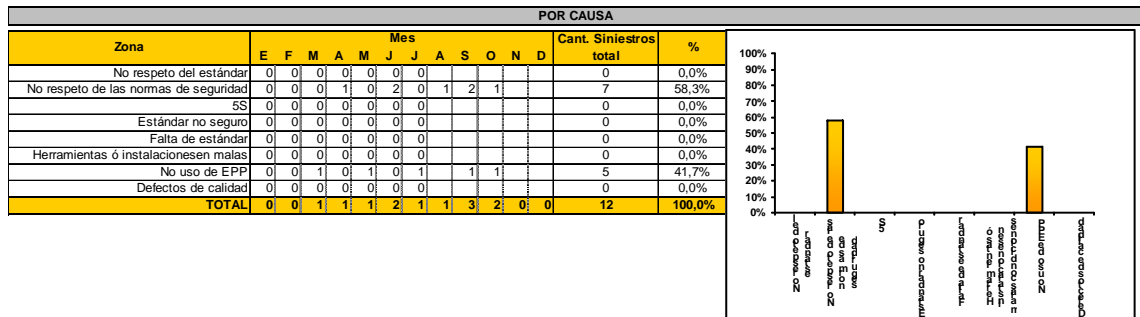 POR CAUSA
Zona Mes Cant. Siniestros total %
E F M A M J J A S O N D
No respeto del estándar 0 0 0 0 0 0 0 0 0,0%
No respeto de las normas de seguridad 0 0 0 1 0 2 0 1 2 1 7 58,3%
5S 0 0 0 0 0 0 0 0 0,0%
Estándar no seguro 0 0 0 0 0 0 0 0 0,0%
Falta de estándar 0 0 0 0 0 0 0 0 0,0%
Herramientas ó instalacionesen malas 0 0 0 0 0 0 0 0 0,0%
No uso de EPP 0 0 1 0 1 0 1 1 1 5 41,7%
Defectos de calidad 0 0 0 0 0 0 0 0 0,0%
TOTAL 0 0 1 1 1 2 1 1 3 2 0 0 12 100,0%
100%
90%
80%
70%
60%
50%
40%
30%
20%
10%
0%
5S